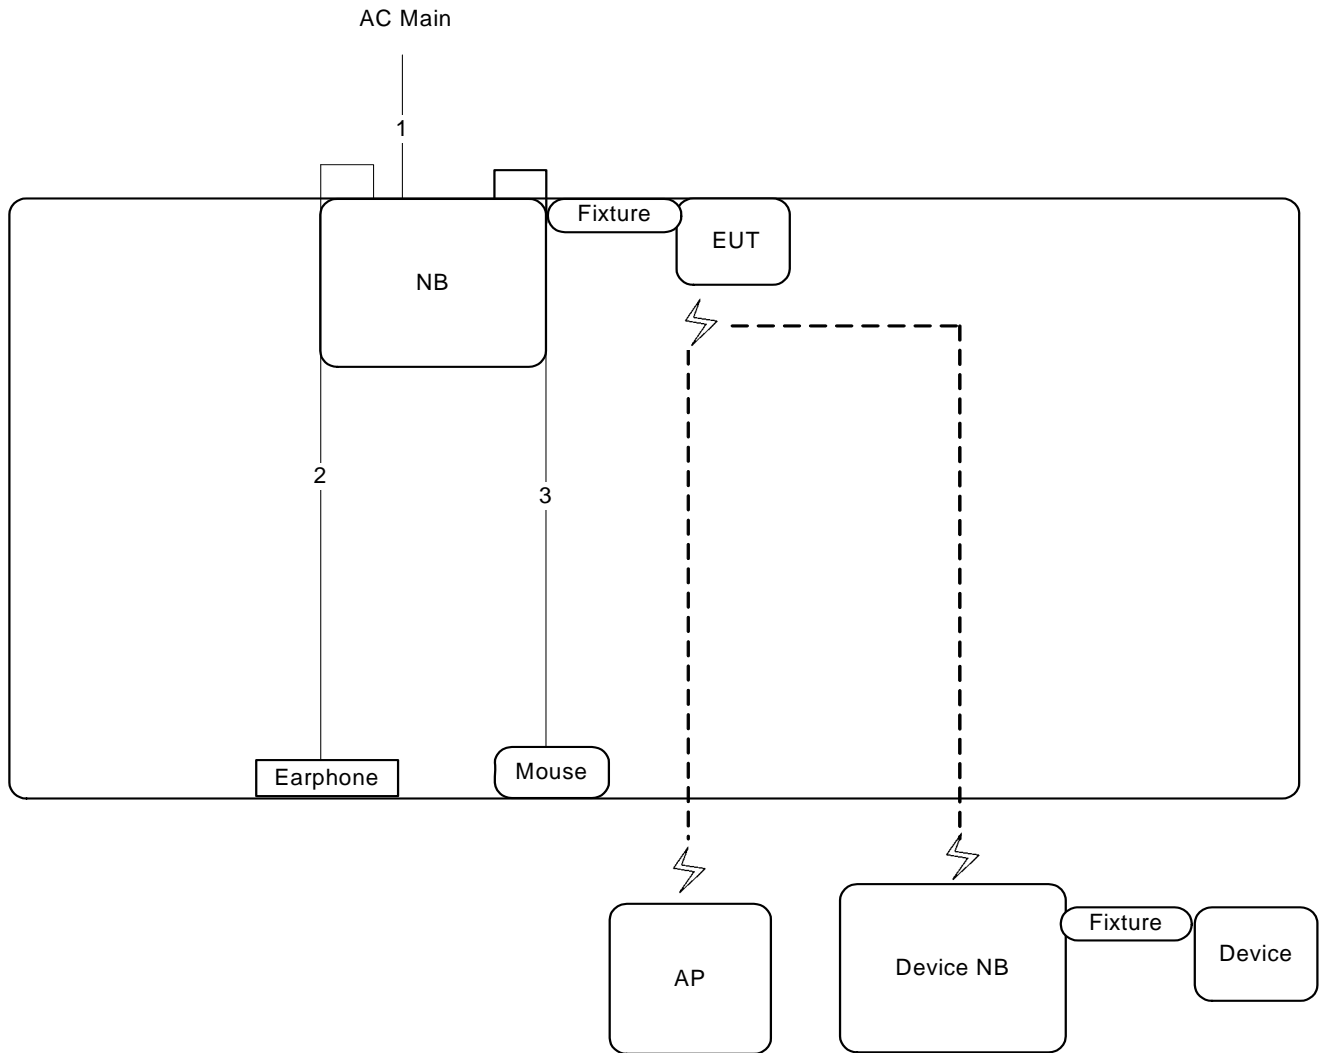 AC Main
1
Fixture
EUT
NB
2
3
Earphone
Mouse
Fixture
Device
Device NB
AP